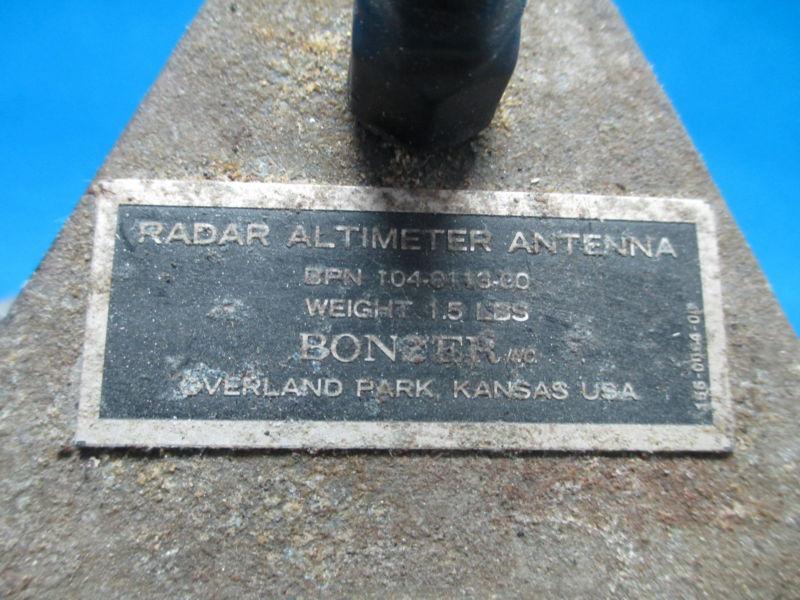 RADAR ALTIMETER ANTENNA
BPN 104-0113-00
WEIGHT 1.5 LBS
BONZER INC.
OVERLAND PARK, KANSAS USA